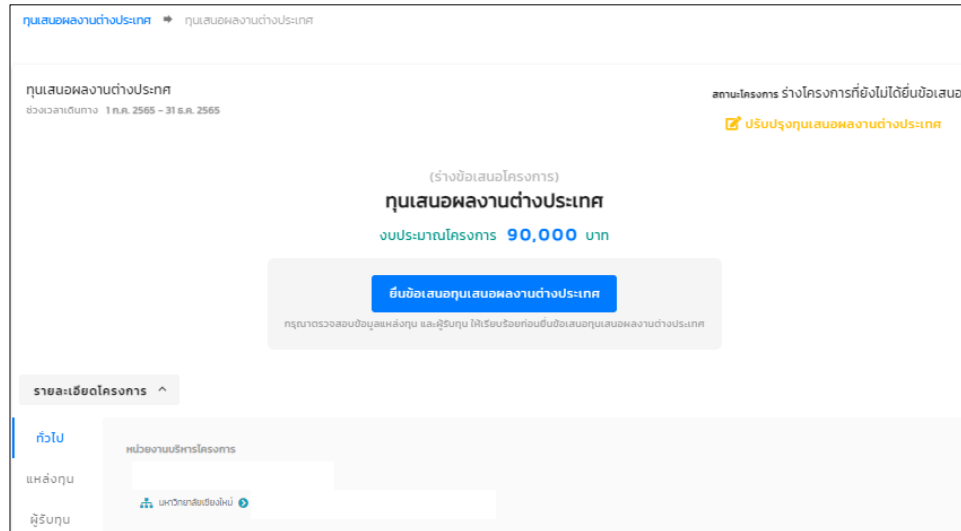 ทุนเสนอผลงานต่างประเทศ ➡ ทุนเสนอผลงานต่างประเทศ
ทุนเสนอผลงานต่างประเทศ
ช่วงเวลาเดินทาง 1 ก.ค. 2565 – 31 ธ.ค. 2565
สถานะโครงการ ร่างโครงการที่ยังไม่ได้ยื่นข้อเสนอ
ปรับปรุงทุนเสนอผลงานต่างประเทศ
(ร่างข้อเสนอโครงการ)
ทุนเสนอผลงานต่างประเทศ
งบประมาณโครงการ 90,000 บาท
ยื่นข้อเสนอทุนเสนอผลงานต่างประเทศ
กรุณาตรวจสอบข้อมูลแหล่งทุน และผู้รับทุน ให้เรียบร้อยก่อนยื่นข้อเสนอทุนเสนอผลงานต่างประเทศ
รายละเอียดโครงการ ^
ทั่วไป
หน่วยงานบริหารโครงการ
แหล่งทุน
มหาวิทยาลัยเชียงใหม่
ผู้รับทุน